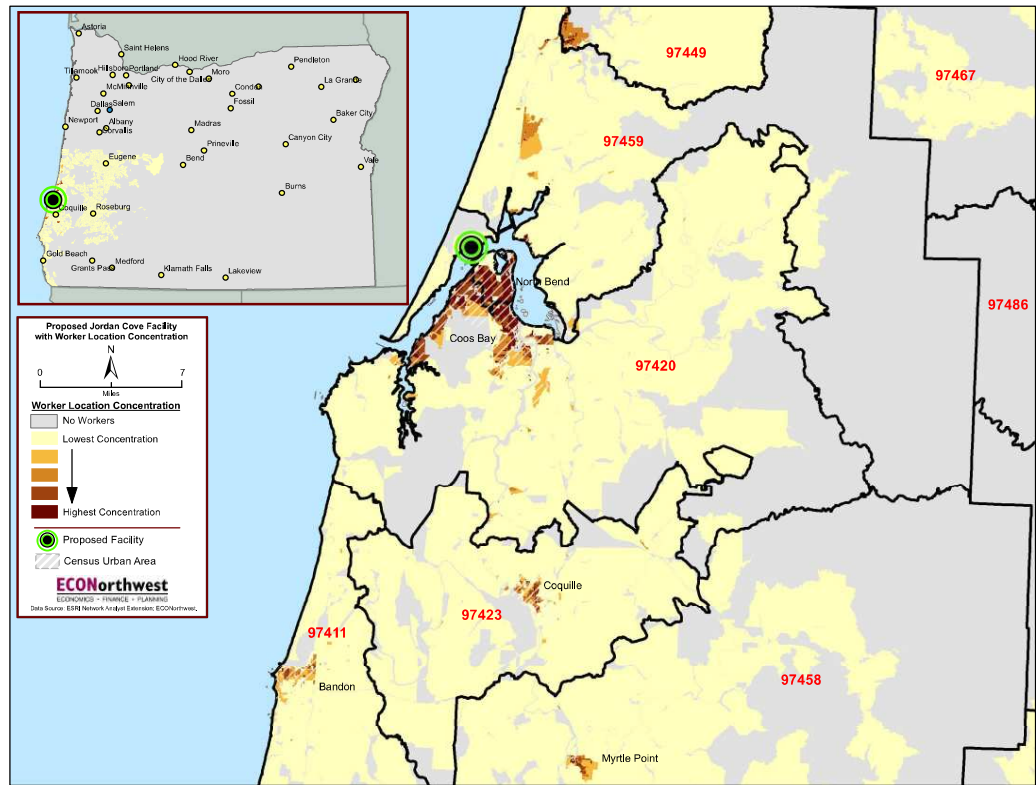 Astoria
Saint Helens
Hood River
Pendleton
Hillsboro
Portland
Tillamook
City of the Dalles
Moro
La Grande
McMinnville
Condon
Dallas
Salem
Fossil
Baker City
Newport
Albany
Corvallis
Madras
Canyon City
Eugene
Prineville
Bend
Vale
Burns
Coquille
Roseburg
Gold Beach
Grants Pass
Medford
Klamath Falls
Lakeview
Proposed Jordan Cove Facility
with Worker Location Concentration
N
0 7
Miles
Worker Location Concentration
No Workers
Lowest Concentration
Highest Concentration
Proposed Facility
Census Urban Area
ECONorthwest
ECONOMICS • FINANCE • PLANNING
Data Source: ESRI Network Analyst Extension; ECONorthwest.
97449
97467
97459
97486
North Bend
Coos Bay
97420
Coquille
97423
97411
Bandon
97458
Myrtle Point